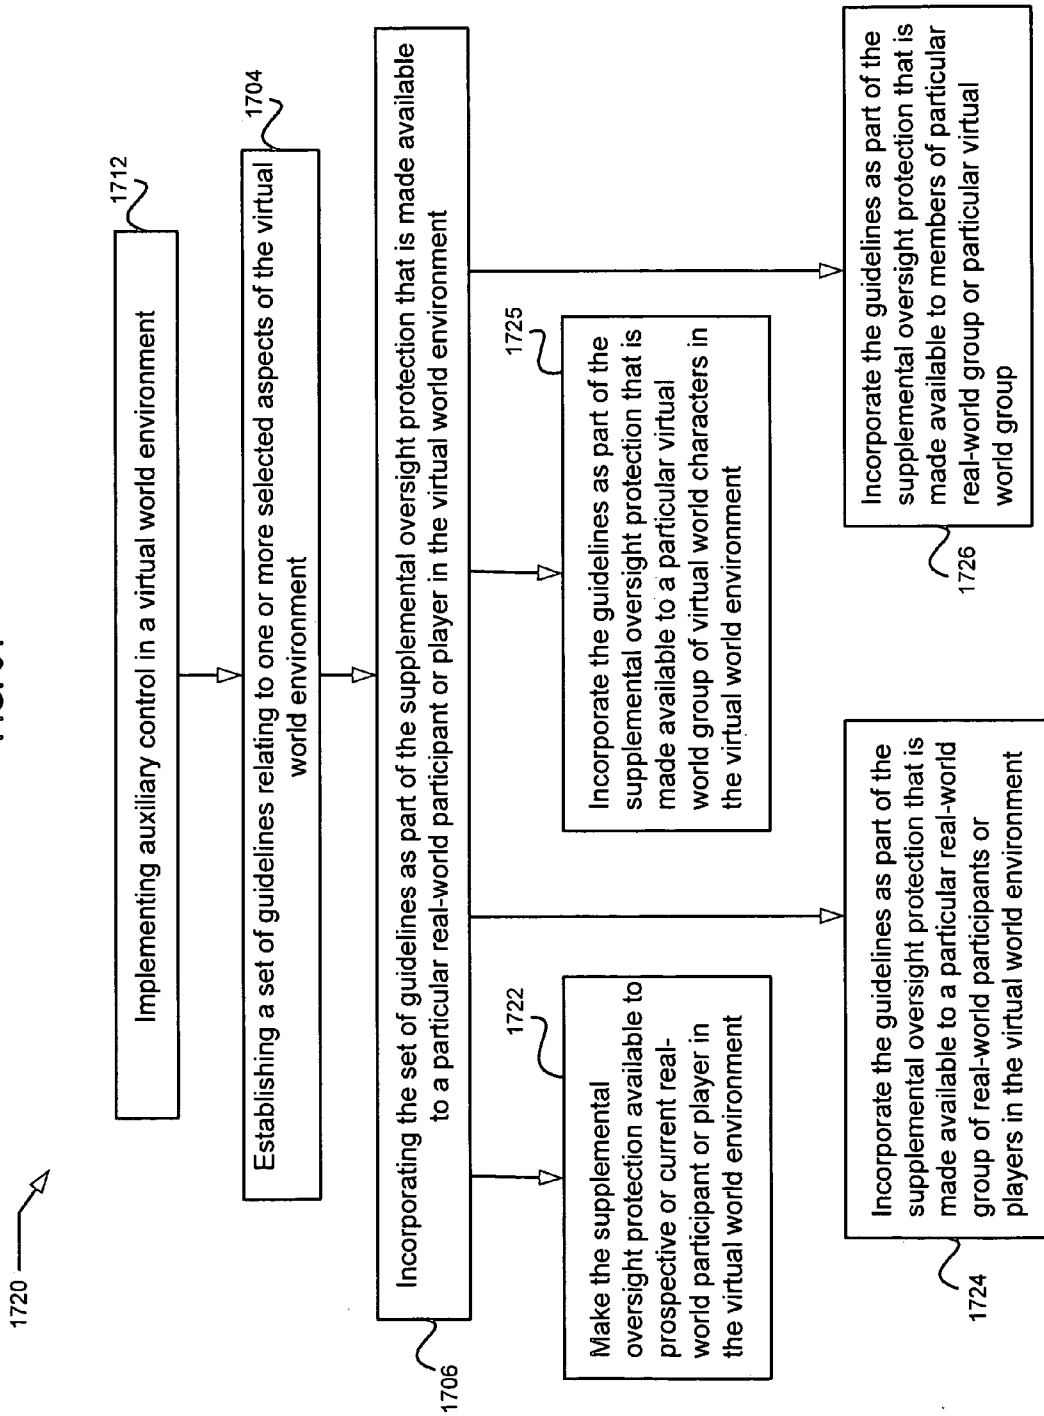 1720
1712
Implementing auxiliary control in a virtual world environment
1704
Establishing a set of guidelines relating to one or more selected aspects of the virtual
world environment
Incorporating the set of guidelines as part of the supplemental oversight protection that is made available
to a particular real-world participant or player in the virtual world environment
1706
1722
Make the supplemental
oversight protection available to
prospective or current real-
world participant or player in
the virtual world environment
1725
Incorporate the guidelines as part of the
supplemental oversight protection that is
made available to a particular virtual
world group of virtual world characters in
the virtual world environment
Incorporate the guidelines as part of the
supplemental oversight protection that is
made available to a particular real-world
group of real-world participants or
players in the virtual world environment
1724
Incorporate the guidelines as part of the
supplemental oversight protection that is
made available to members of particular
real-world group or particular virtual
world group
1726